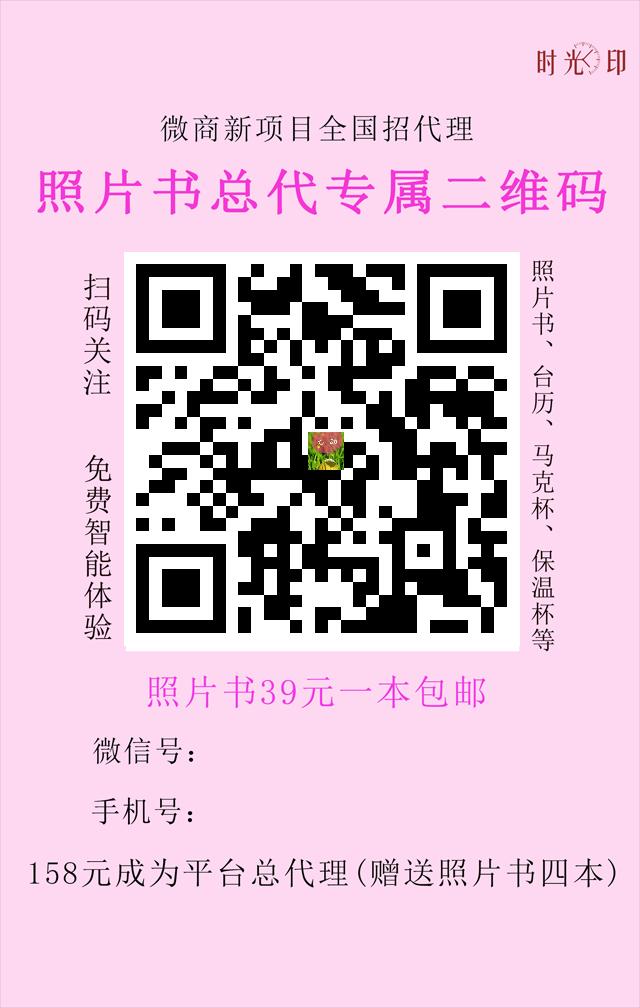 时光印
微商新项目全国招代理
照片书总代专属二维码
扫码关注 免费智能体验
照片书、台历、马克杯、保温杯等
照片书39元一本包邮
微信号：
手机号：
158元成为平台总代理(赠送照片书四本)